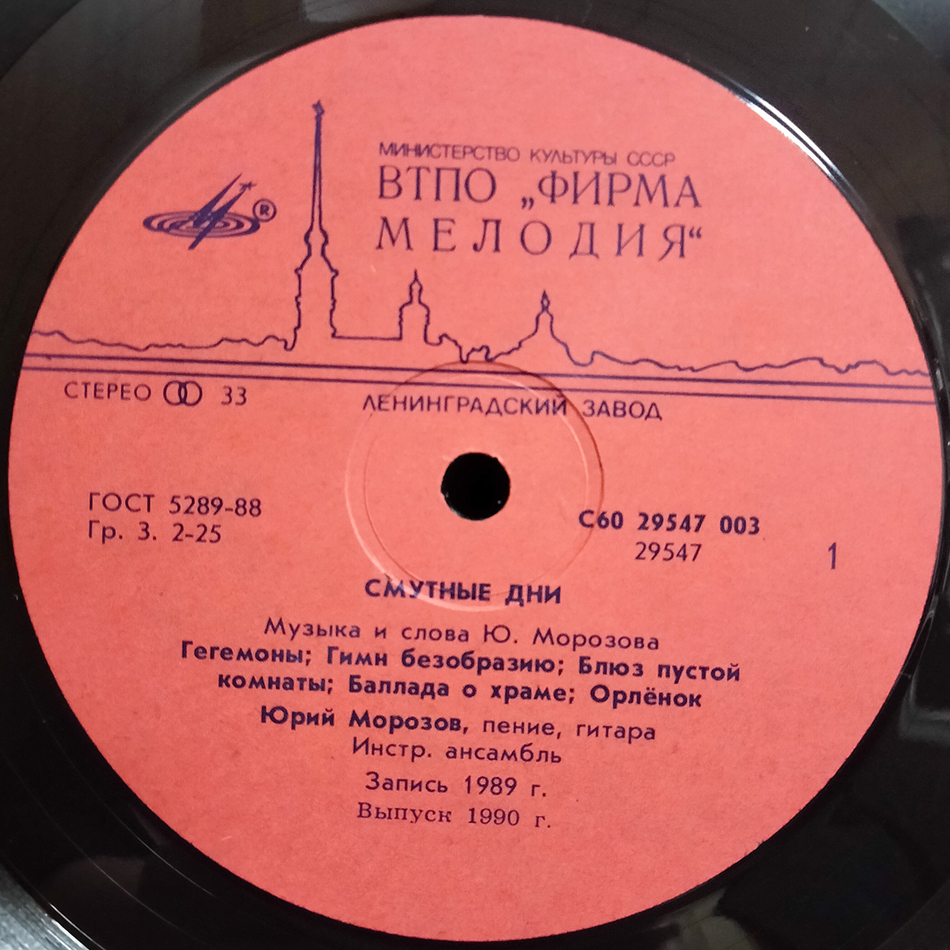 МИНИСТЕРСТВО КУЛЬТУРЫ СССР
ВТПО „ФИРМА
МЕЛОДИЯ“
®
СТЕРЕО 33
ЛЕНИНГРАДСКИЙ ЗАВОД
ГОСТ 5289-88
Гр. 3. 2-25
С60 29547 003
29547
1
СМУТНЫЕ ДНИ
Музыка и слова Ю. Морозова
Гегемоны; Гимн безобразию; Блюз пустой
комнаты; Баллада о храме; Орлёнок
Юрий Морозов, пение, гитара
Инстр. ансамбль
Запись 1989 г.
Выпуск 1990 г.